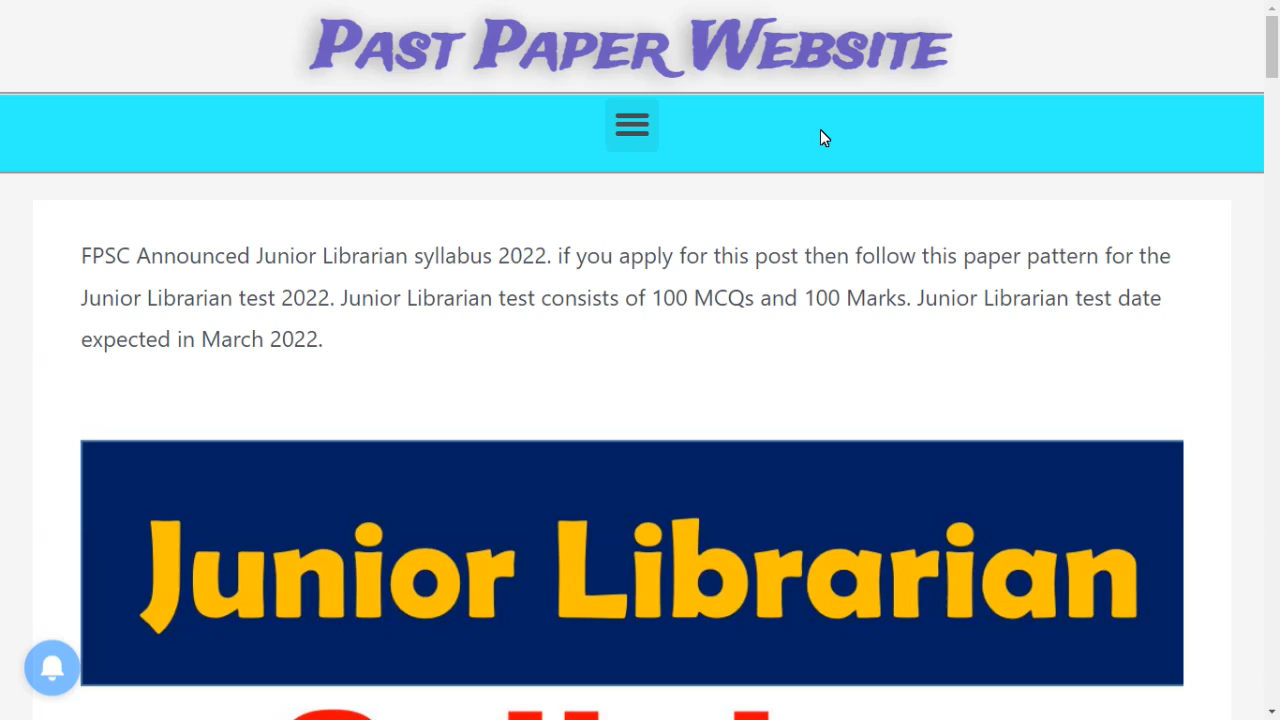 Past Paper Website
FPSC Announced Junior Librarian syllabus 2022. if you apply for this post then follow this paper pattern for the
Junior Librarian test 2022. Junior Librarian test consists of 100 MCQs and 100 Marks. Junior Librarian test date
expected in March 2022.
Junior Librarian